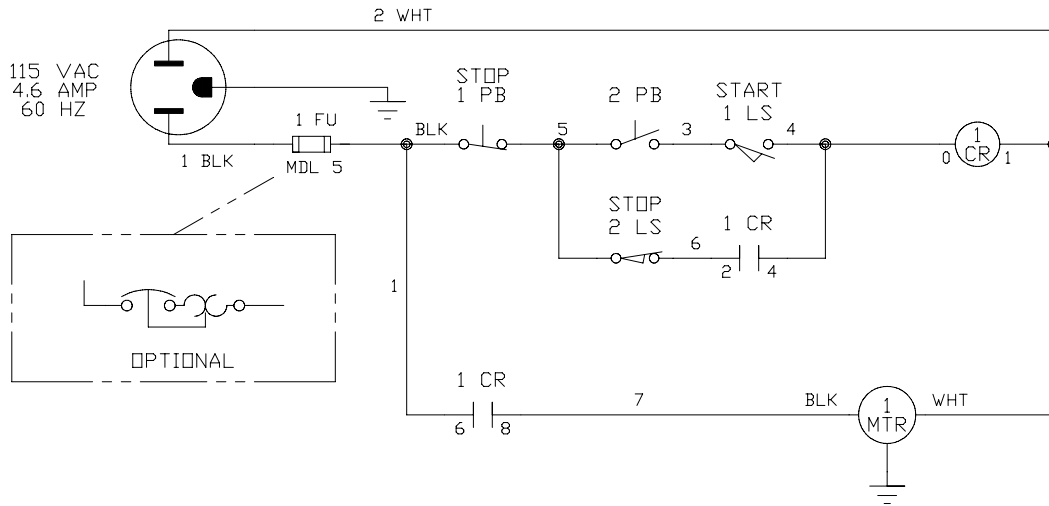 2 WHT
115 VAC
4.6 AMP
60 HZ
STOP
1 PB
2 PB
START
1 LS
1 FU
BLK
5
3
4
1
CR
0
1
1 BLK
MDL 5
STOP
2 LS
6
1 CR
2
4
1
OPTIONAL
1 CR
6
8
7
BLK
1
MTR
WHT